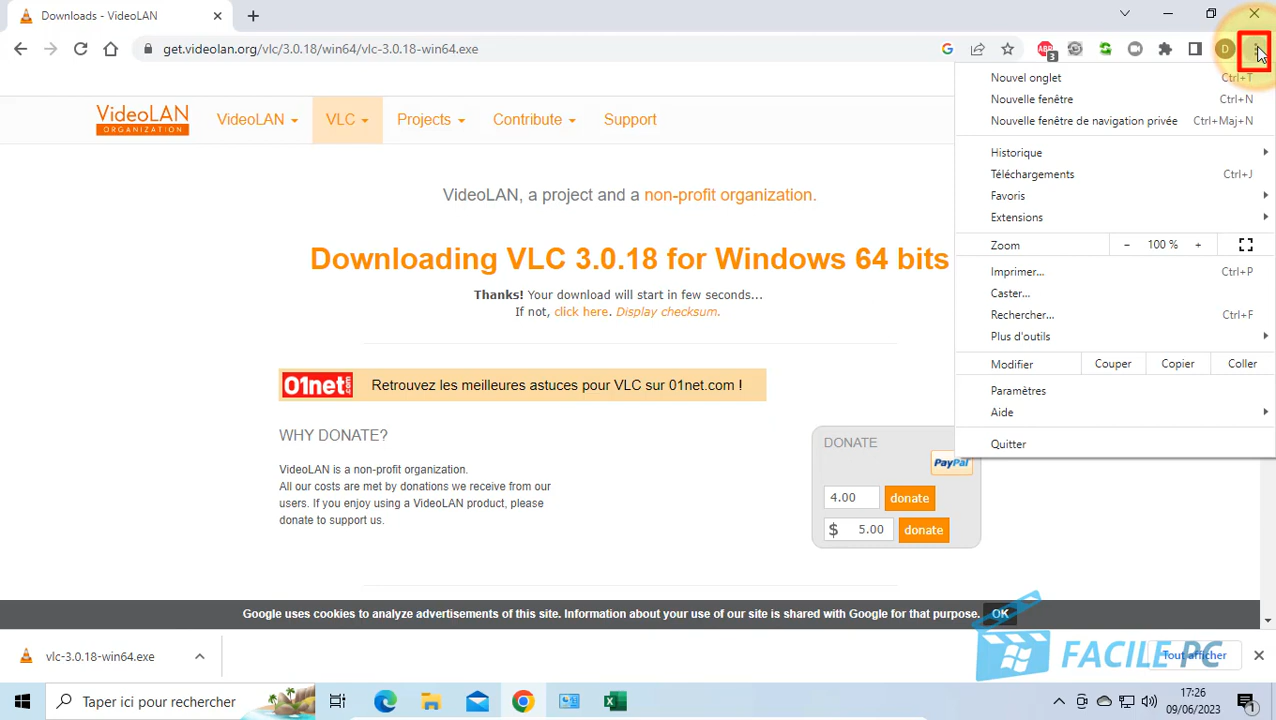 Downloads - VideoLAN
get.videolan.org/vlc/3.0.18/win64/vlc-3.0.18-win64.exe
ABP
3
D
Nouvel onglet Ctrl+T
Nouvelle fenêtre Ctrl+N
Nouvelle fenêtre de navigation privée Ctrl+Maj+N
Historique
Téléchargements Ctrl+J
Favoris
Extensions
Zoom - 100 % +
Imprimer... Ctrl+P
Caster...
Rechercher... Ctrl+F
Plus d'outils
Modifier Couper Copier Coller
Paramètres
Aide
Quitter
VideoLAN
ORGANIZATION
VideoLAN VLC Projects Contribute Support
VideoLAN, a project and a non-profit organization.
Downloading VLC 3.0.18 for Windows 64 bits
Thanks! Your download will start in few seconds...
If not, click here. Display checksum.
01net.com Retrouvez les meilleures astuces pour VLC sur 01net.com !
WHY DONATE?
VideoLAN is a non-profit organization.
All our costs are met by donations we receive from our
users. If you enjoy using a VideoLAN product, please
donate to support us.
DONATE
PayPal
4.00 donate
$ 5.00 donate
Google uses cookies to analyze advertisements of this site. Information about your use of our site is shared with Google for that purpose. OK
vlc-3.0.18-win64.exe
Tout afficher
FACILE PC
Taper ici pour rechercher
17:26
09/06/2023
1